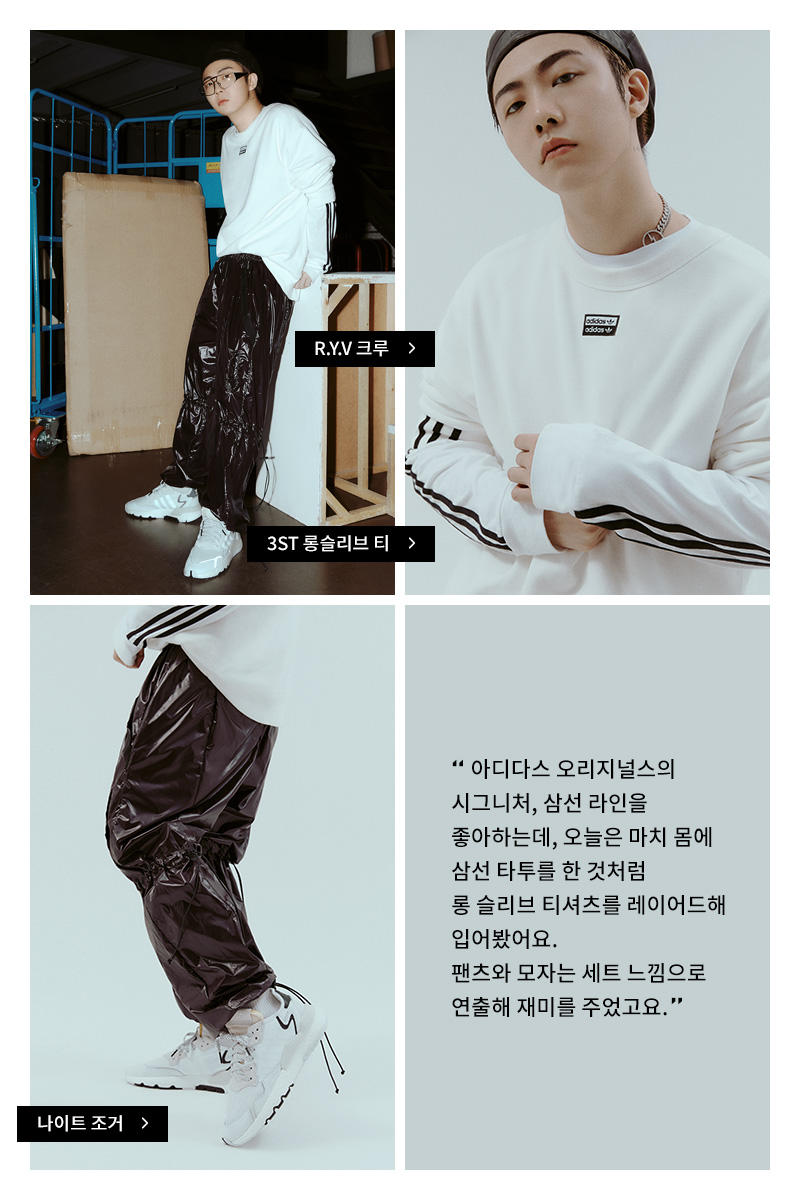 adidas
adidas
R.Y.V 크루 >
3ST 롱슬리브 티 >
“ 아디다스 오리지널스의
시그니처, 삼선 라인을
좋아하는데, 오늘은 마치 몸에
삼선 타투를 한 것처럼
롱 슬리브 티셔츠를 레이어드해
입어봤어요.
팬츠와 모자는 세트 느낌으로
연출해 재미를 주었고요.”
나이트 조거 >